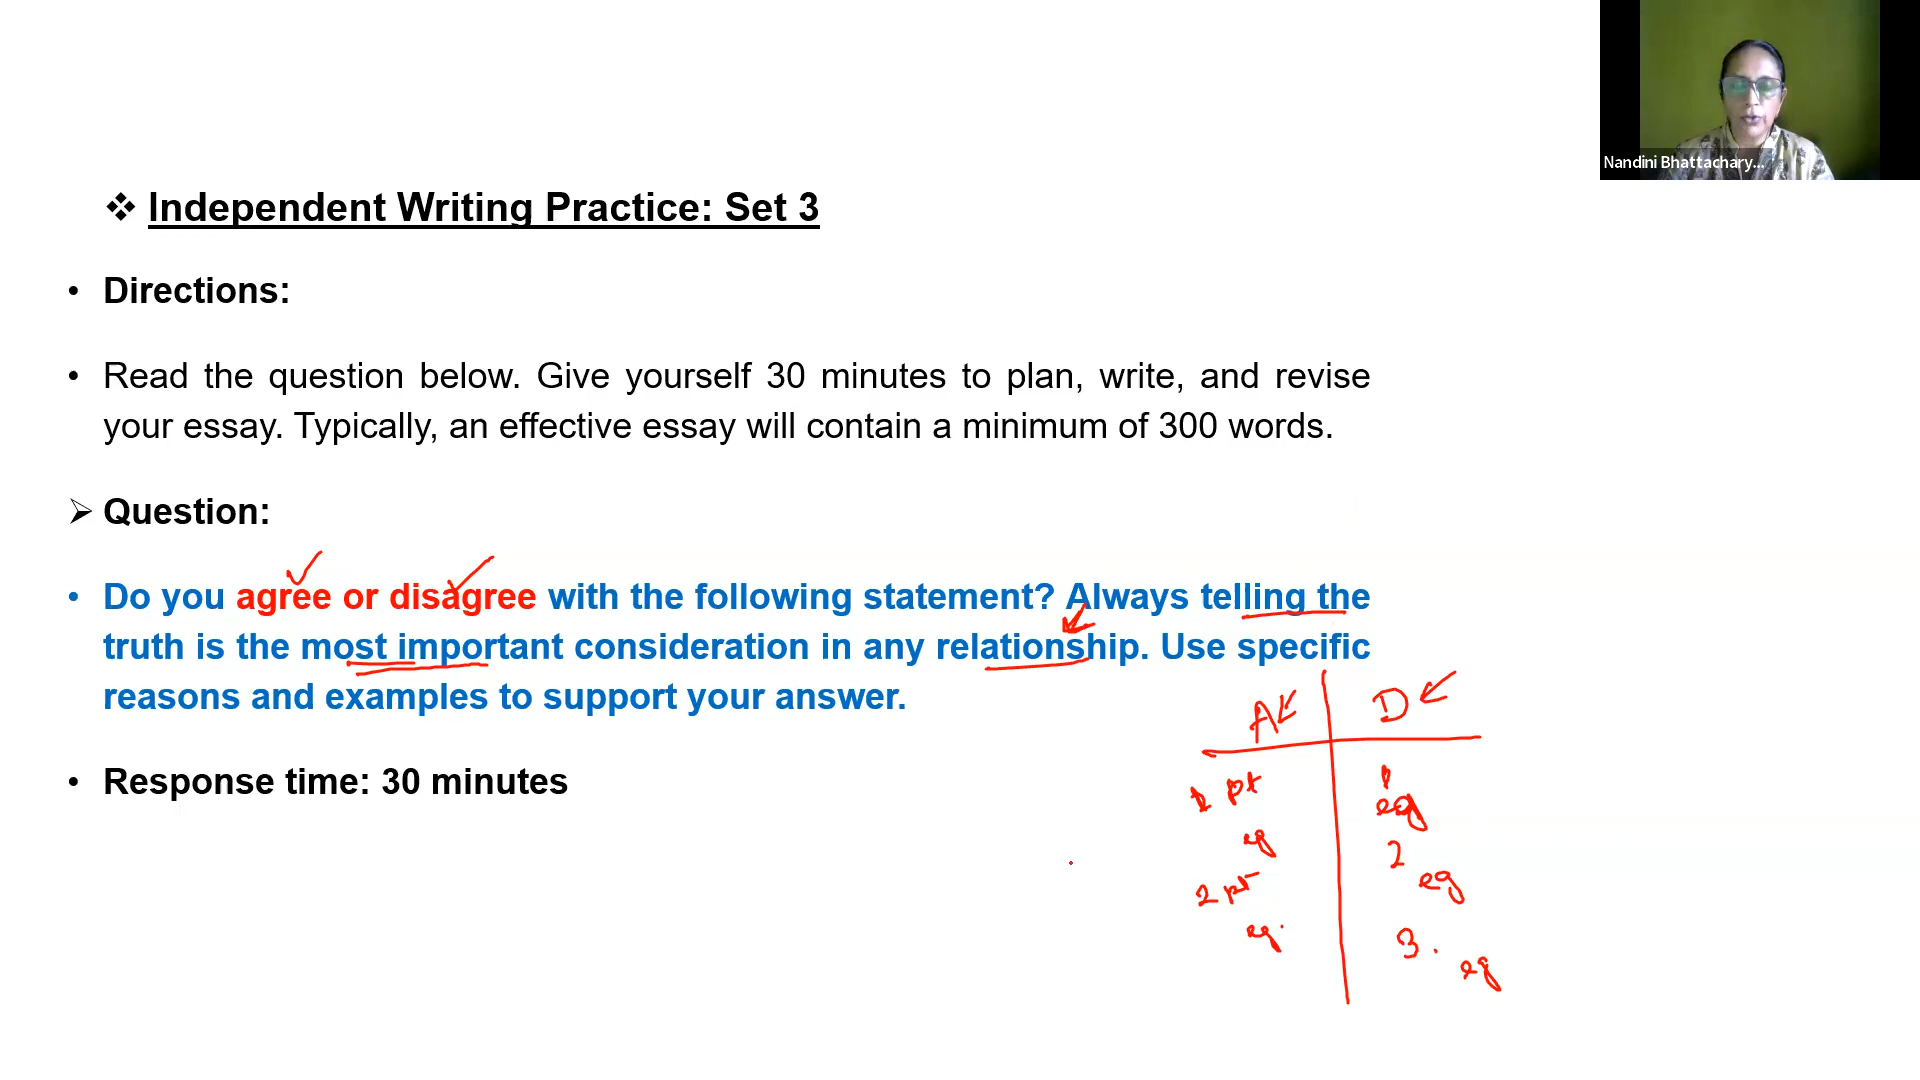 Nandini Bhattachary...
❖ Independent Writing Practice: Set 3
• Directions:
• Read the question below. Give yourself 30 minutes to plan, write, and revise
your essay. Typically, an effective essay will contain a minimum of 300 words.
➢ Question:
• Do you agree or disagree with the following statement? Always telling the
truth is the most important consideration in any relationship. Use specific
reasons and examples to support your answer.
• Response time: 30 minutes
A D
1 pt 1
eg eg
2 pt 2
eg eg
3.
eg